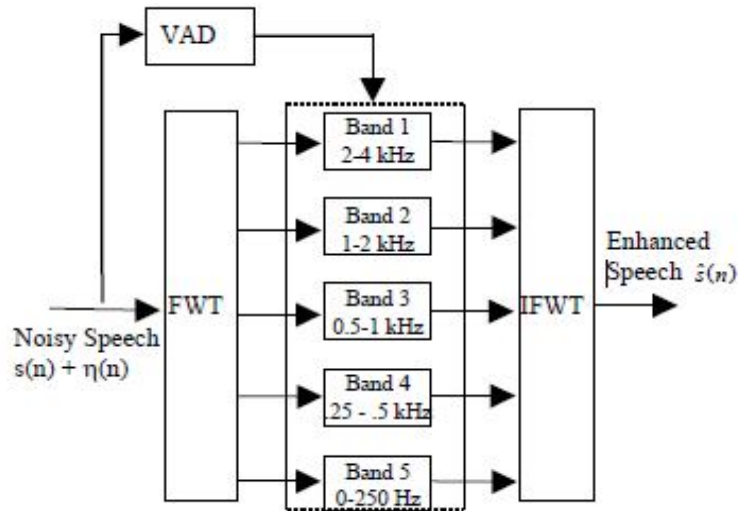 VAD
Band 1
2-4 kHz
Band 2
1-2 kHz
Enhanced
Speech ŝ(n)
FWT
Band 3
0.5-1 kHz
IFWT
Noisy Speech
s(n) + η(n)
Band 4
.25 - .5 kHz
Band 5
0-250 Hz